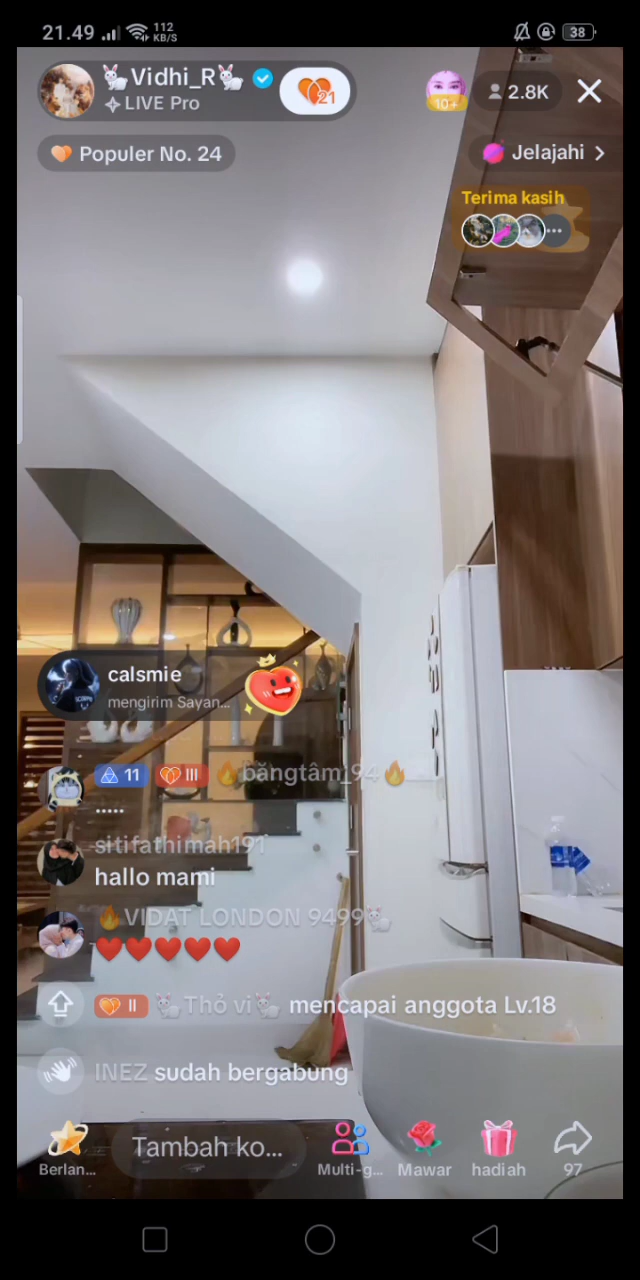 21.49
112
KB/S
38
🐇Vidhi_R🐇
LIVE Pro
21
10+
2.8K
Populer No. 24
Jelajahi
Terima kasih
calsmie
mengirim Sayan...
11 III 🔥băngtâm_94🔥
.....
sitifathimah191
hallo mami
🔥VIDAT LONDON 9499🐇
❤️❤️❤️❤️❤️
II 🐇Thỏ vi🐇 mencapai anggota Lv.18
INEZ sudah bergabung
Tambah ko...
Berlan...
Multi-g...
Mawar
hadiah
97